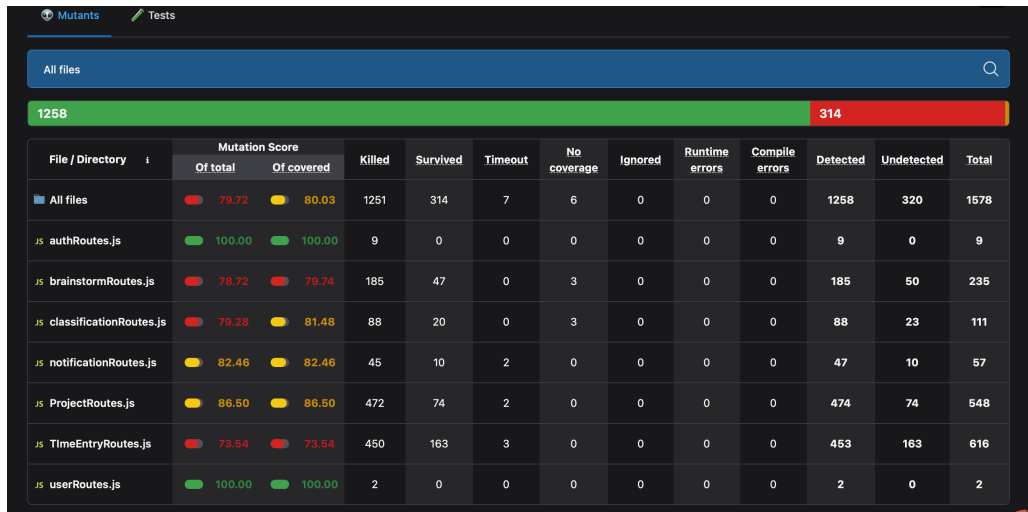 👽 Mutants 🧪 Tests
All files
1258 314
File / Directory i Mutation Score Killed Survived Timeout No coverage Ignored Runtime errors Compile errors Detected Undetected Total
Of total Of covered
All files 79.72 80.03 1251 314 7 6 0 0 0 1258 320 1578
JS authRoutes.js 100.00 100.00 9 0 0 0 0 0 0 9 0 9
JS brainstormRoutes.js 78.72 79.74 185 47 0 3 0 0 0 185 50 235
JS classificationRoutes.js 79.28 81.48 88 20 0 3 0 0 0 88 23 111
JS notificationRoutes.js 82.46 82.46 45 10 2 0 0 0 0 47 10 57
JS ProjectRoutes.js 86.50 86.50 472 74 2 0 0 0 0 474 74 548
JS TImeEntryRoutes.js 73.54 73.54 450 163 3 0 0 0 0 453 163 616
JS userRoutes.js 100.00 100.00 2 0 0 0 0 0 0 2 0 2